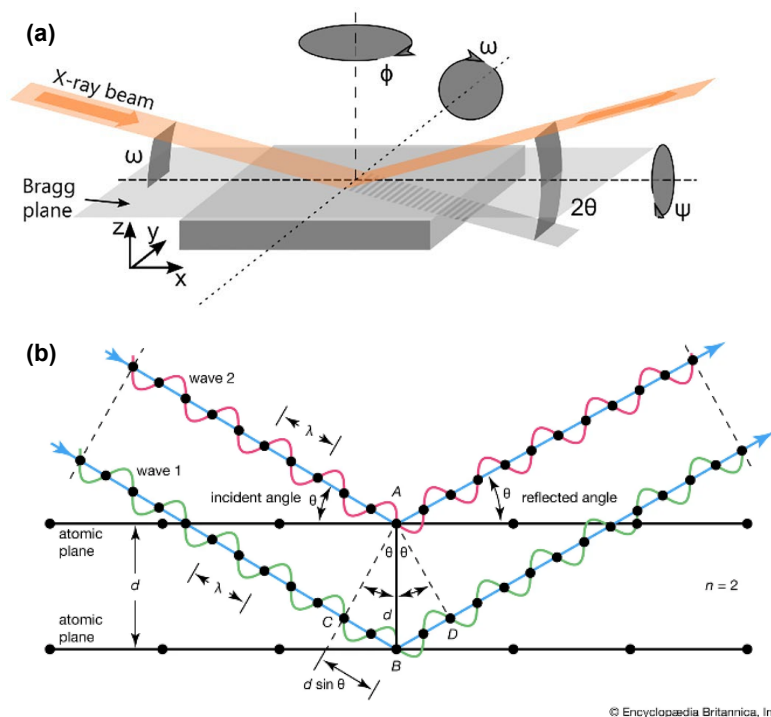 (a)
X-ray beam
ϕ
ω
ω
Bragg
plane
2θ
ψ
z
y
x
(b)
wave 2
λ
wave 1
A
incident angle
θ
θ
reflected angle
atomic
plane
θ θ
d
λ
d
n = 2
atomic
plane
C
D
B
d sin θ
© Encyclopædia Britannica, In